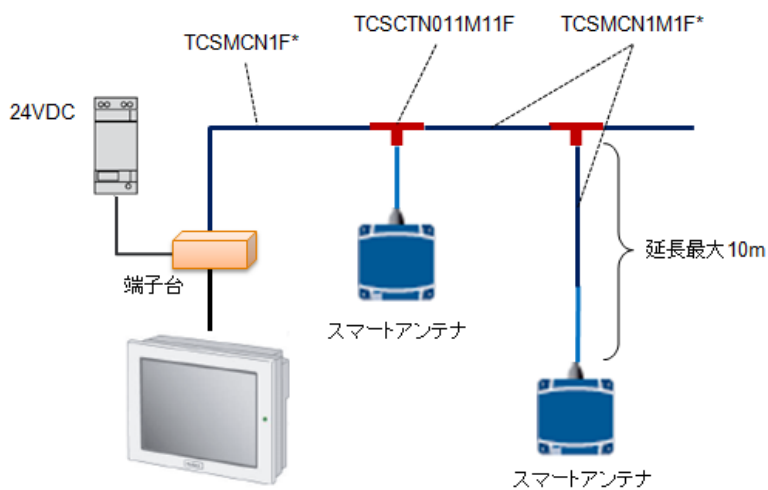 TCSMCN1F*
TCSCTN011M11F
TCSMCN1M1F*
24VDC
端子台
延長最大10m
スマートアンテナ
スマートアンテナ